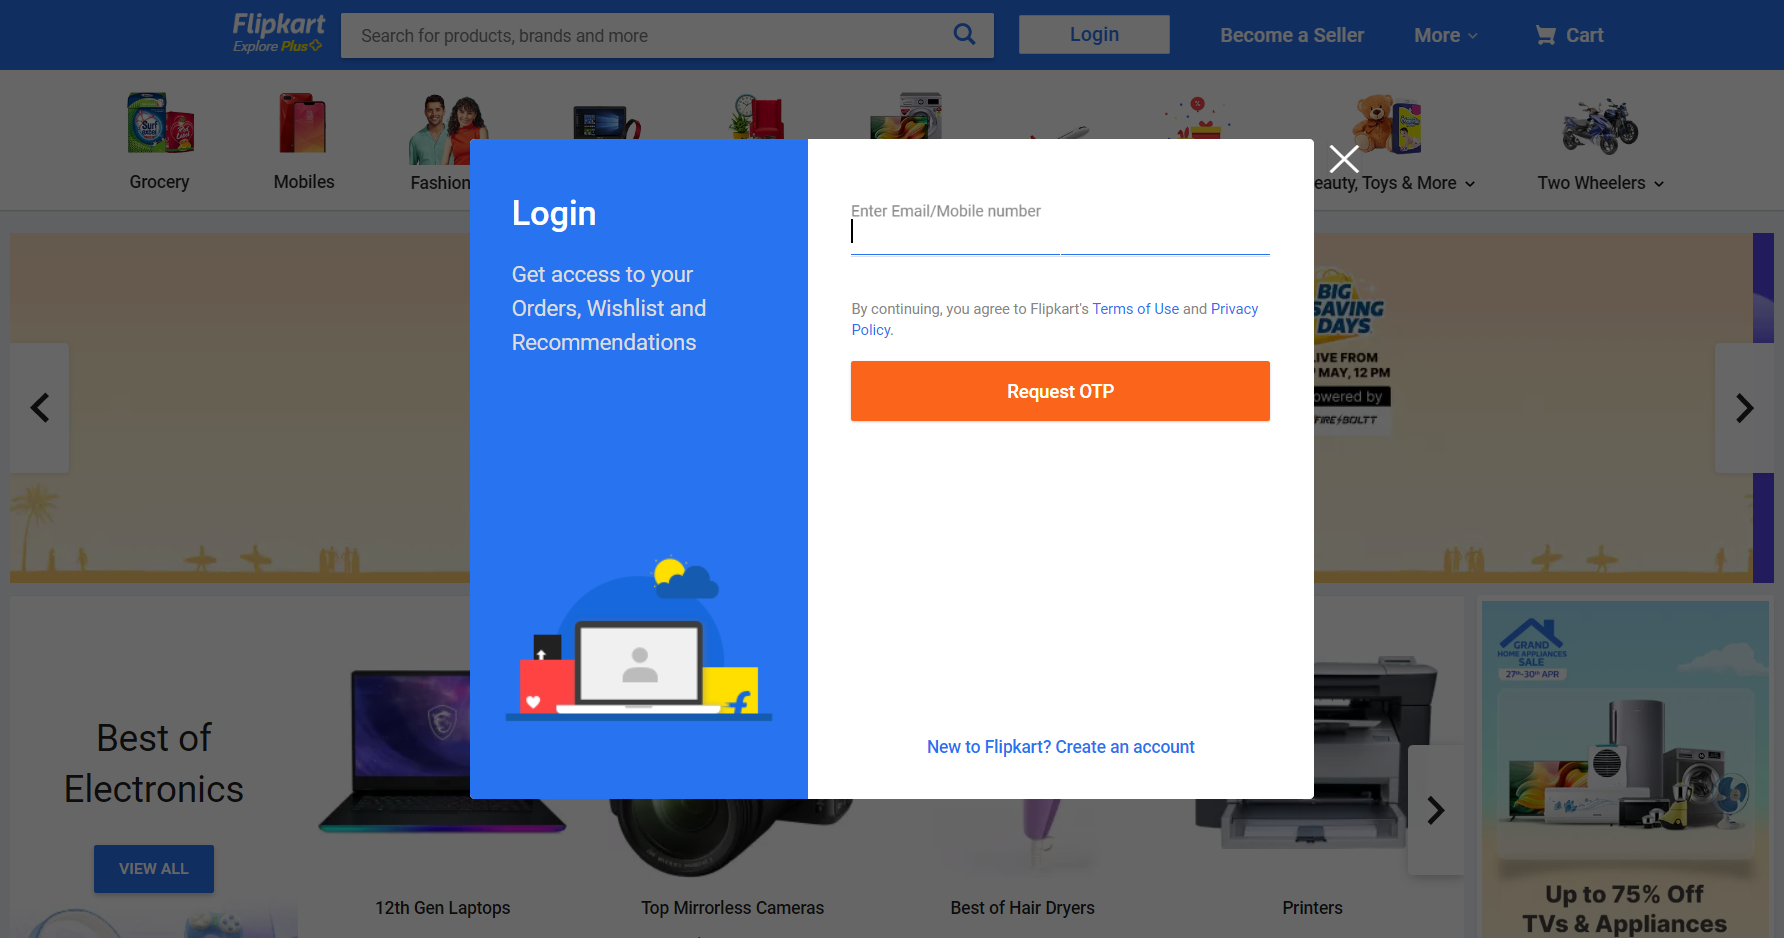 Flipkart
Explore Plus
Search for products, brands and more
Login
Become a Seller
More
Cart
Surf
Grocery
Mobiles
Fashion
eauty, Toys & More
Two Wheelers
Login
Get access to your
Orders, Wishlist and
Recommendations
Enter Email/Mobile number
By continuing, you agree to Flipkart's Terms of Use and Privacy
Policy.
Request OTP
New to Flipkart? Create an account
BIG
SAVING
DAYS
LIVE FROM
MAY, 12 PM
owered by
FIRE BOLTT
Best of
Electronics
VIEW ALL
12th Gen Laptops
Top Mirrorless Cameras
Best of Hair Dryers
Printers
GRAND
HOME APPLIANCES
SALE
27TH-30TH APR
Up to 75% Off
TVs & Appliances